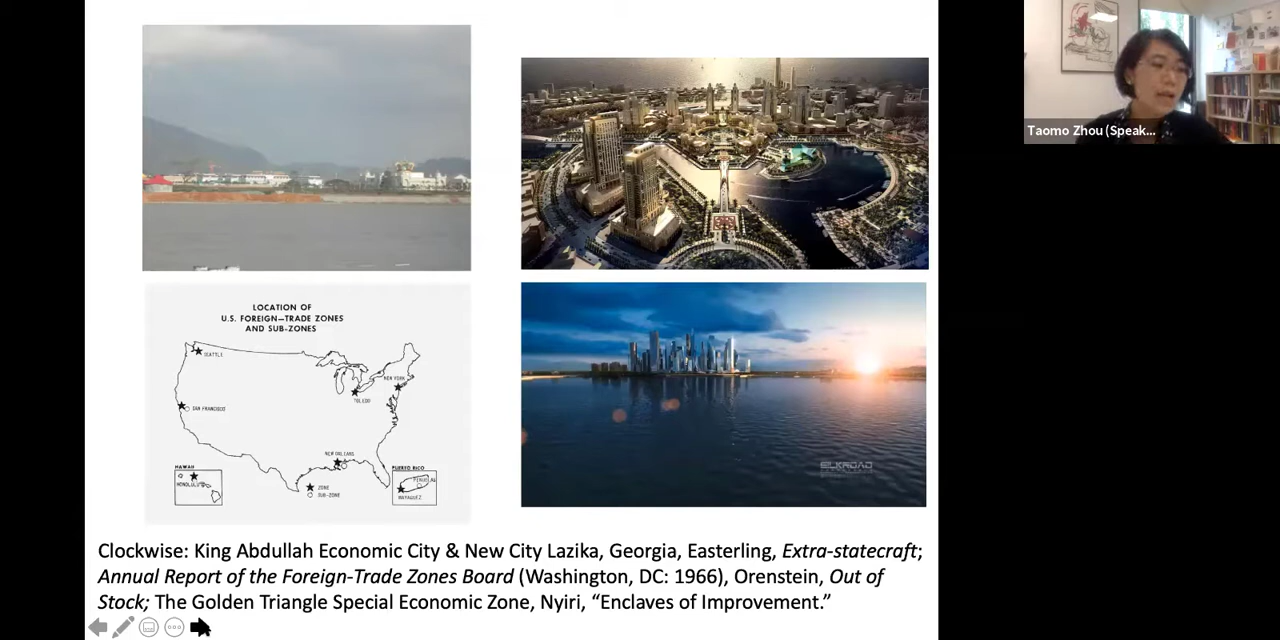 Taomo Zhou (Speak...
LOCATION OF
U.S. FOREIGN—TRADE ZONES
AND SUB-ZONES
SEATTLE
NEW YORK
TOLEDO
SAN FRANCISCO
NEW ORLEANS
HAWAII
HONOLULU
PUERTO RICO
PENUELAS
MAYAGUEZ
ZONE
SUB-ZONE
SILKROAD
Clockwise: King Abdullah Economic City & New City Lazika, Georgia, Easterling, Extra-statecraft;
Annual Report of the Foreign-Trade Zones Board (Washington, DC: 1966), Orenstein, Out of
Stock; The Golden Triangle Special Economic Zone, Nyiri, “Enclaves of Improvement.”